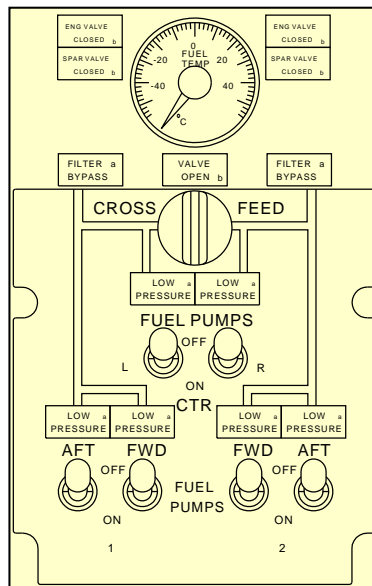 ENG VALVE
CLOSED b
SPAR VALVE
CLOSED b
0
-20
20
FUEL
TEMP
-40
40
°C
ENG VALVE
CLOSED b
SPAR VALVE
CLOSED b
FILTER a
BYPASS
VALVE
OPEN b
FILTER a
BYPASS
CROSS FEED
LOW a
PRESSURE
LOW a
PRESSURE
FUEL PUMPS
OFF
L
R
ON
CTR
LOW a
PRESSURE
LOW a
PRESSURE
LOW a
PRESSURE
LOW a
PRESSURE
AFT
FWD
FWD
AFT
OFF
OFF
FUEL
PUMPS
ON
ON
1
2